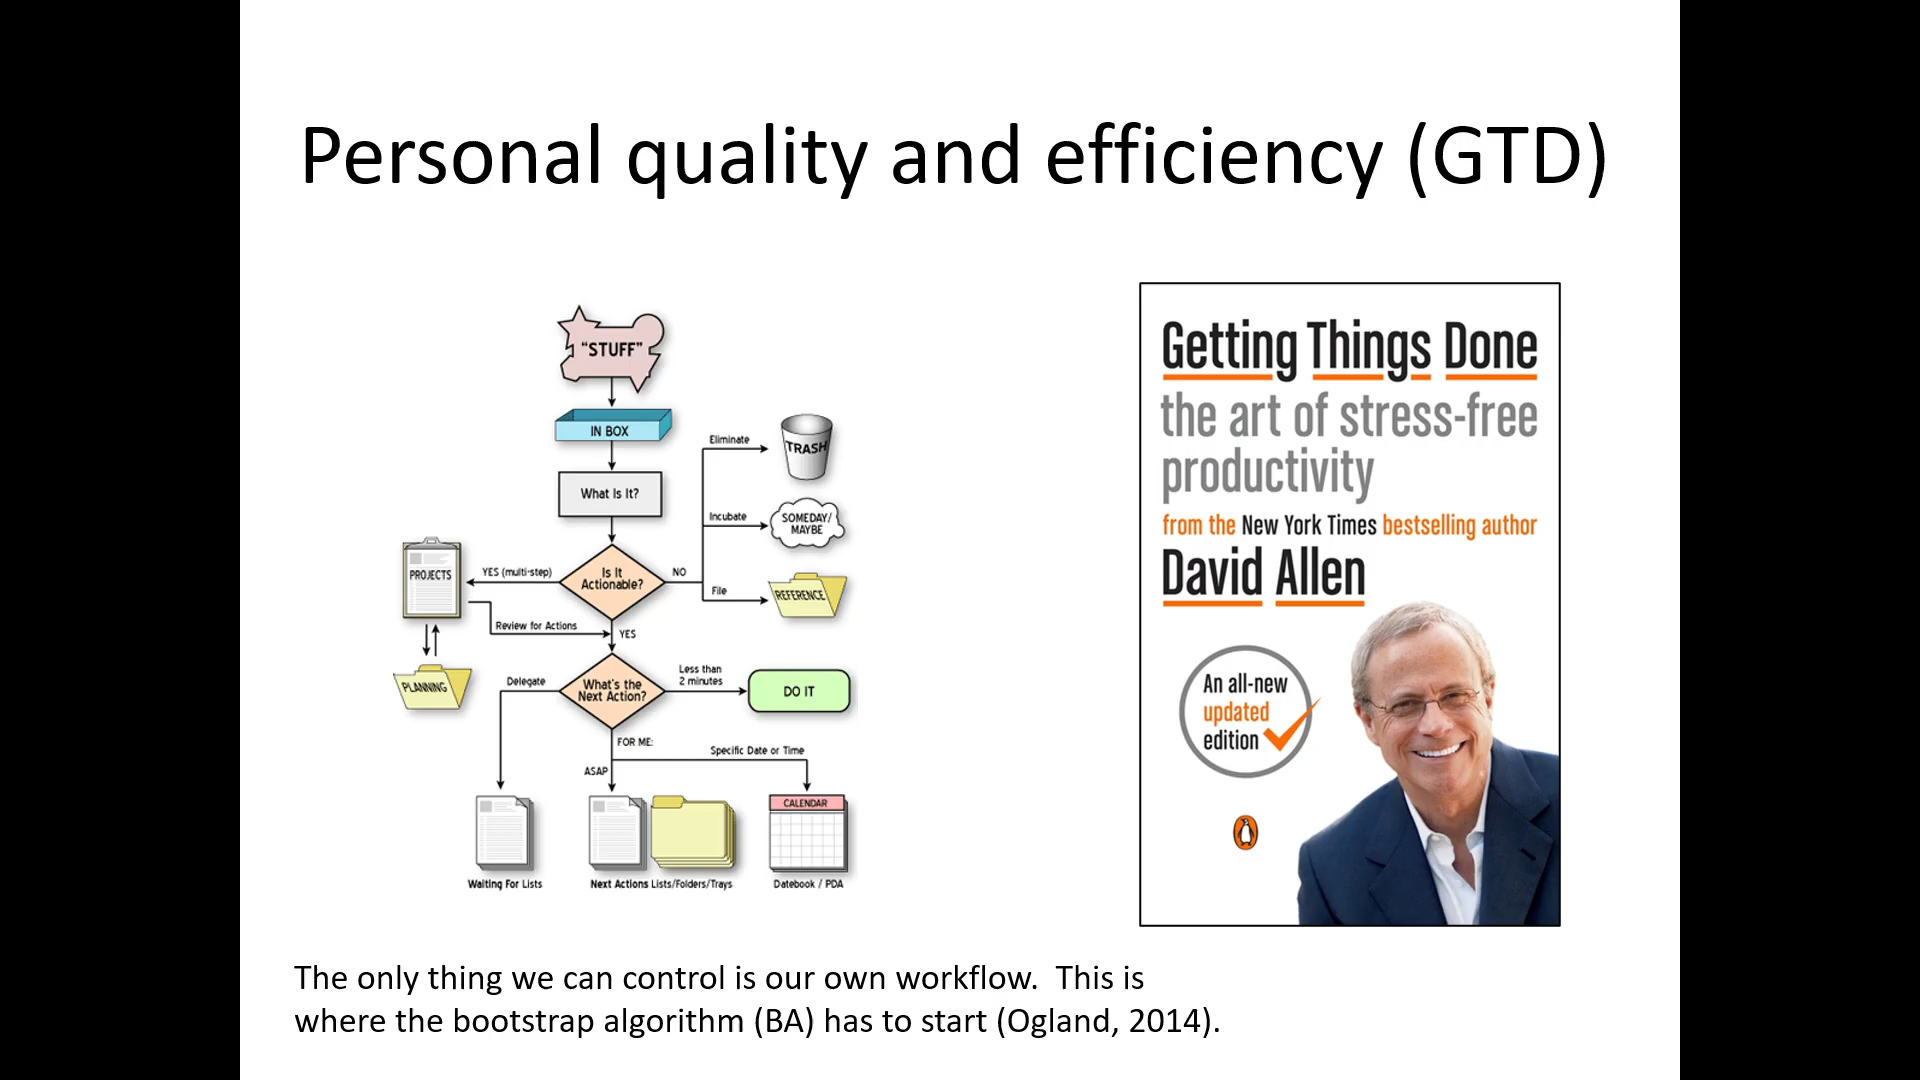 Personal quality and efficiency (GTD)
“STUFF”
IN BOX
What Is It?
Is It
Actionable?
YES (multi-step)
NO
Eliminate
TRASH
Incubate
SOMEDAY/
MAYBE
File
REFERENCE
PROJECTS
Review for Actions
YES
PLANNING
What's the
Next Action?
Delegate
Less than
2 minutes
DO IT
FOR ME:
Specific Date or Time
ASAP
CALENDAR
Waiting For Lists
Next Actions Lists/Folders/Trays
Datebook / PDA
Getting Things Done
the art of stress-free
productivity
from the New York Times bestselling author
David Allen
An all-new
updated
edition
The only thing we can control is our own workflow.  This is
where the bootstrap algorithm (BA) has to start (Ogland, 2014).